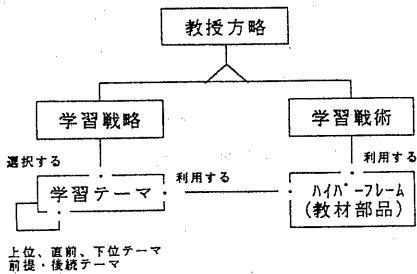 教授方略
学習戦略
学習戦術
選択する
利用する
利用する
学習テーマ
ハイパーフレーム
(教材部品)
上位、直前、下位テーマ
前提・後続テーマ